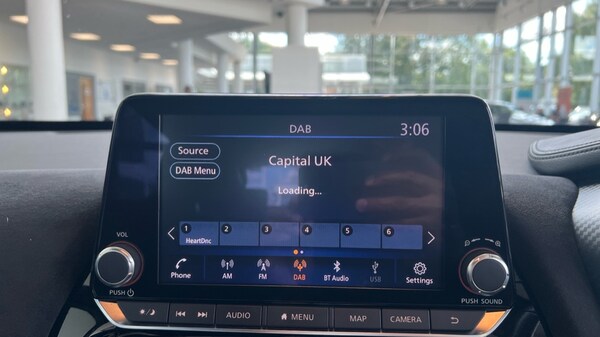 DAB 3:06
Source
DAB Menu
Capital UK
Loading...
1 2 3 4 5 6
HeartDnc
VOL
PUSH
Phone AM FM DAB BT Audio USB Settings
PUSH SOUND
AUDIO MENU MAP CAMERA